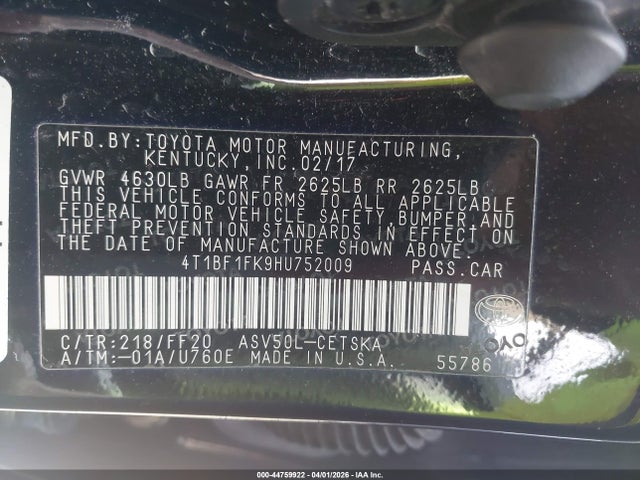 MFD.BY:TOYOTA MOTOR MANUFACTURING,
KENTUCKY,INC.02/17
GVWR 4630LB GAWR FR 2625LB RR 2625LB
THIS VEHICLE CONFORMS TO ALL APPLICABLE
FEDERAL MOTOR VEHICLE SAFETY, BUMPER, AND
THEFT PREVENTION STANDARDS IN EFFECT ON
THE DATE OF MANUFACTURE SHOWN ABOVE.
4T1BF1FK9HU752009 PASS.CAR
C/TR:218/FF20 ASV50L-CETSKA
A/TM:-01A/U760E MADE IN U.S.A.
55786
TOYOTA
000-44759922 - 04/01/2026 - IAA Inc.